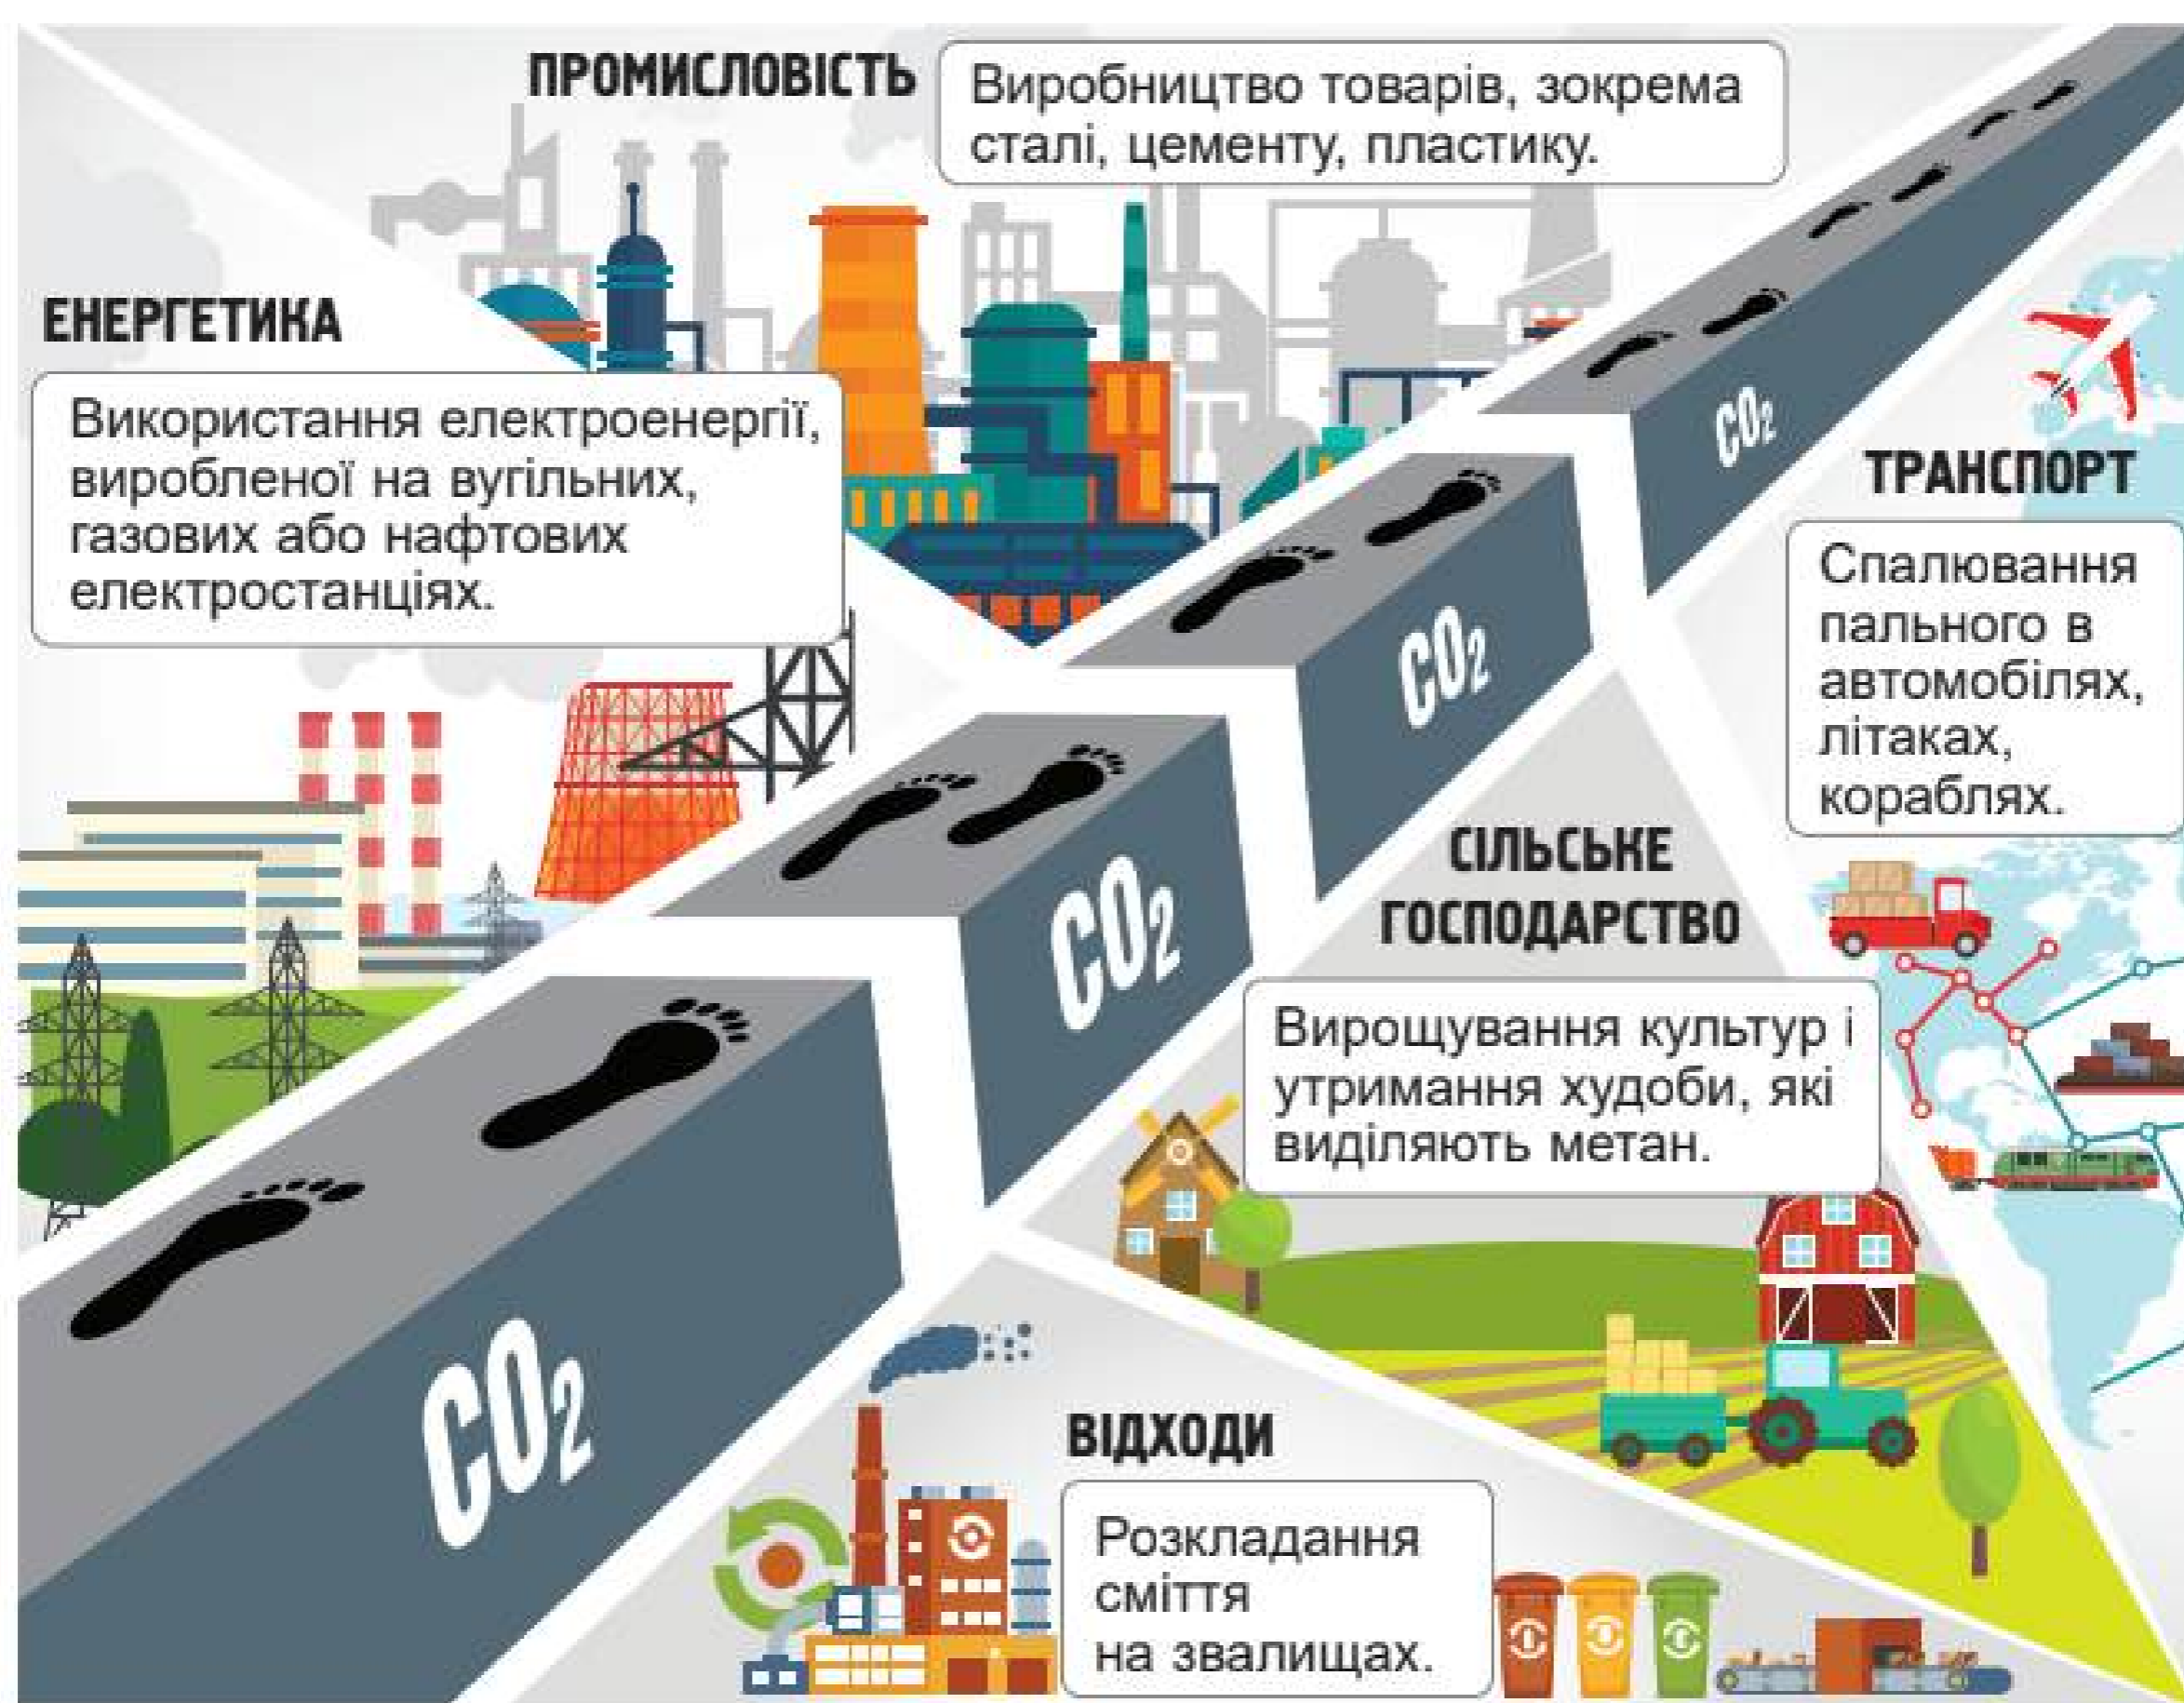 ПРОМИСЛОВІСТЬ
Виробництво товарів, зокрема
сталі, цементу, пластику.
ЕНЕРГЕТИКА
Використання електроенергії,
виробленої на вугільних,
газових або нафтових
електростанціях.
CO2
ТРАНСПОРТ
Спалювання
пального в
автомобілях,
літаках,
кораблях.
CO2
CO2
СІЛЬСЬКЕ
ГОСПОДАРСТВО
Вирощування культур і
утримання худоби, які
виділяють метан.
CO2
ВІДХОДИ
Розкладання
сміття
на звалищах.